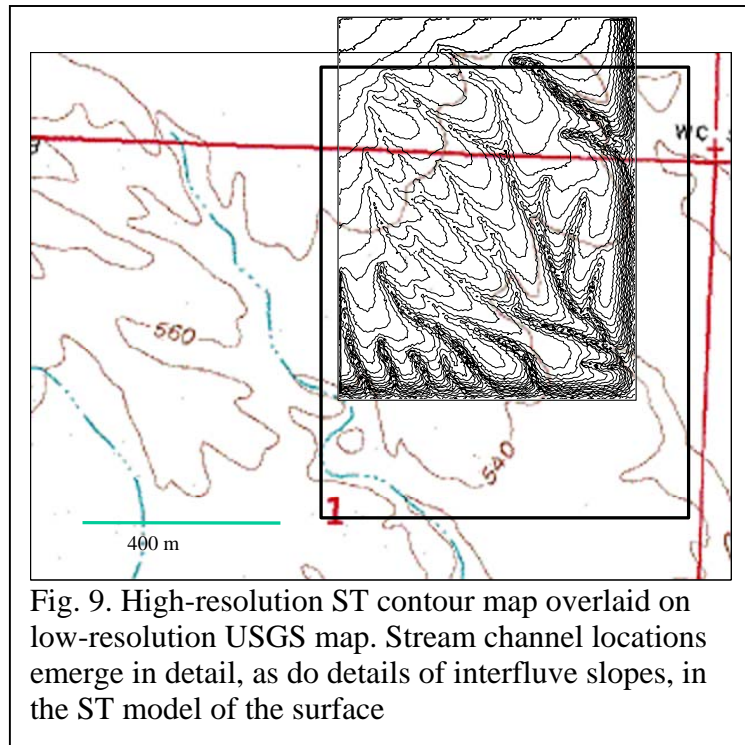 WC
560
540
1
400 m
Fig. 9. High-resolution ST contour map overlaid on
low-resolution USGS map. Stream channel locations
emerge in detail, as do details of interfluve slopes, in
the ST model of the surface